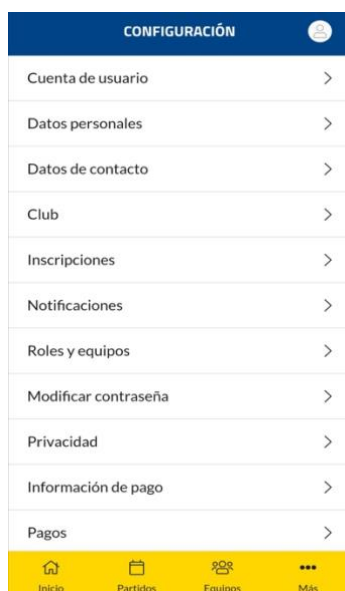 CONFIGURACIÓN
Cuenta de usuario
Datos personales
Datos de contacto
Club
Inscripciones
Notificaciones
Roles y equipos
Modificar contraseña
Privacidad
Información de pago
Pagos
Inicio Partidos Equipos Más